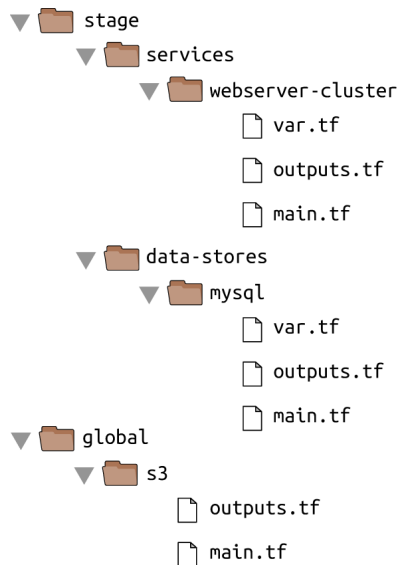 stage
services
webserver-cluster
var.tf
outputs.tf
main.tf
data-stores
mysql
var.tf
outputs.tf
main.tf
global
s3
outputs.tf
main.tf